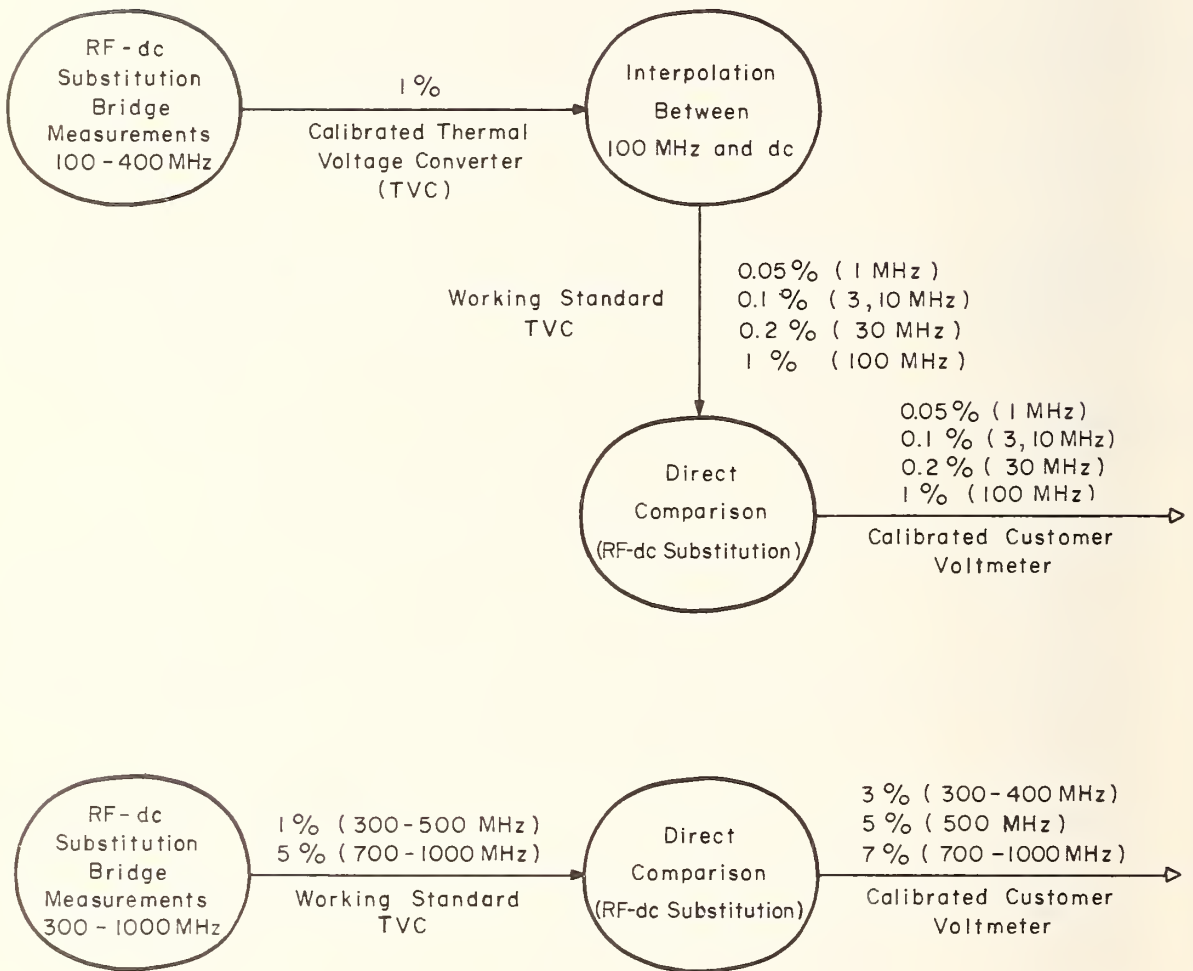 RF-dc
Substitution
Bridge
Measurements
100-400 MHz
1%
Calibrated Thermal
Voltage Converter
(TVC)
Interpolation
Between
100 MHz and dc
Working Standard
TVC
0.05% (1 MHz)
0.1% (3,10 MHz)
0.2% (30 MHz)
1% (100 MHz)
Direct
Comparison
(RF-dc Substitution)
0.05% (1 MHz)
0.1% (3,10 MHz)
0.2% (30 MHz)
1% (100 MHz)
Calibrated Customer
Voltmeter
RF-dc
Substitution
Bridge
Measurements
300-1000 MHz
1% (300-500 MHz)
5% (700-1000 MHz)
Working Standard
TVC
Direct
Comparison
(RF-dc Substitution)
3% (300-400 MHz)
5% (500 MHz)
7% (700-1000 MHz)
Calibrated Customer
Voltmeter